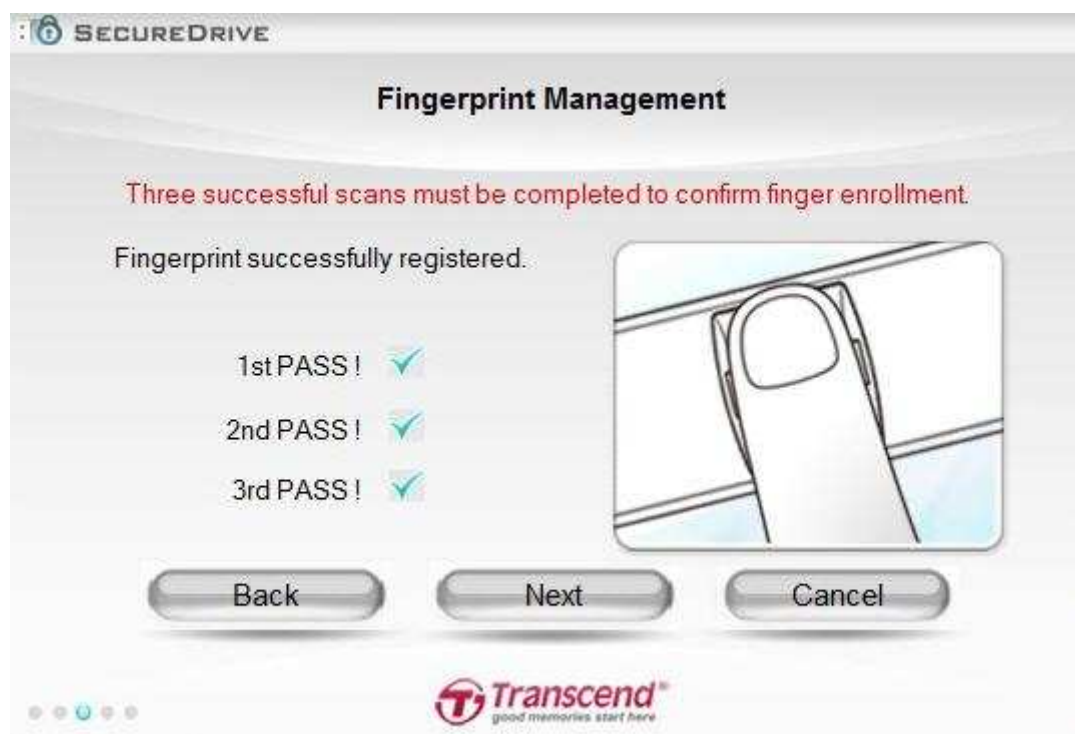 SECUREDRIVE
Fingerprint Management
Three successful scans must be completed to confirm finger enrollment.
Fingerprint successfully registered.
1st PASS !
2nd PASS !
3rd PASS !
Back Next Cancel
Transcend®
good memories start here